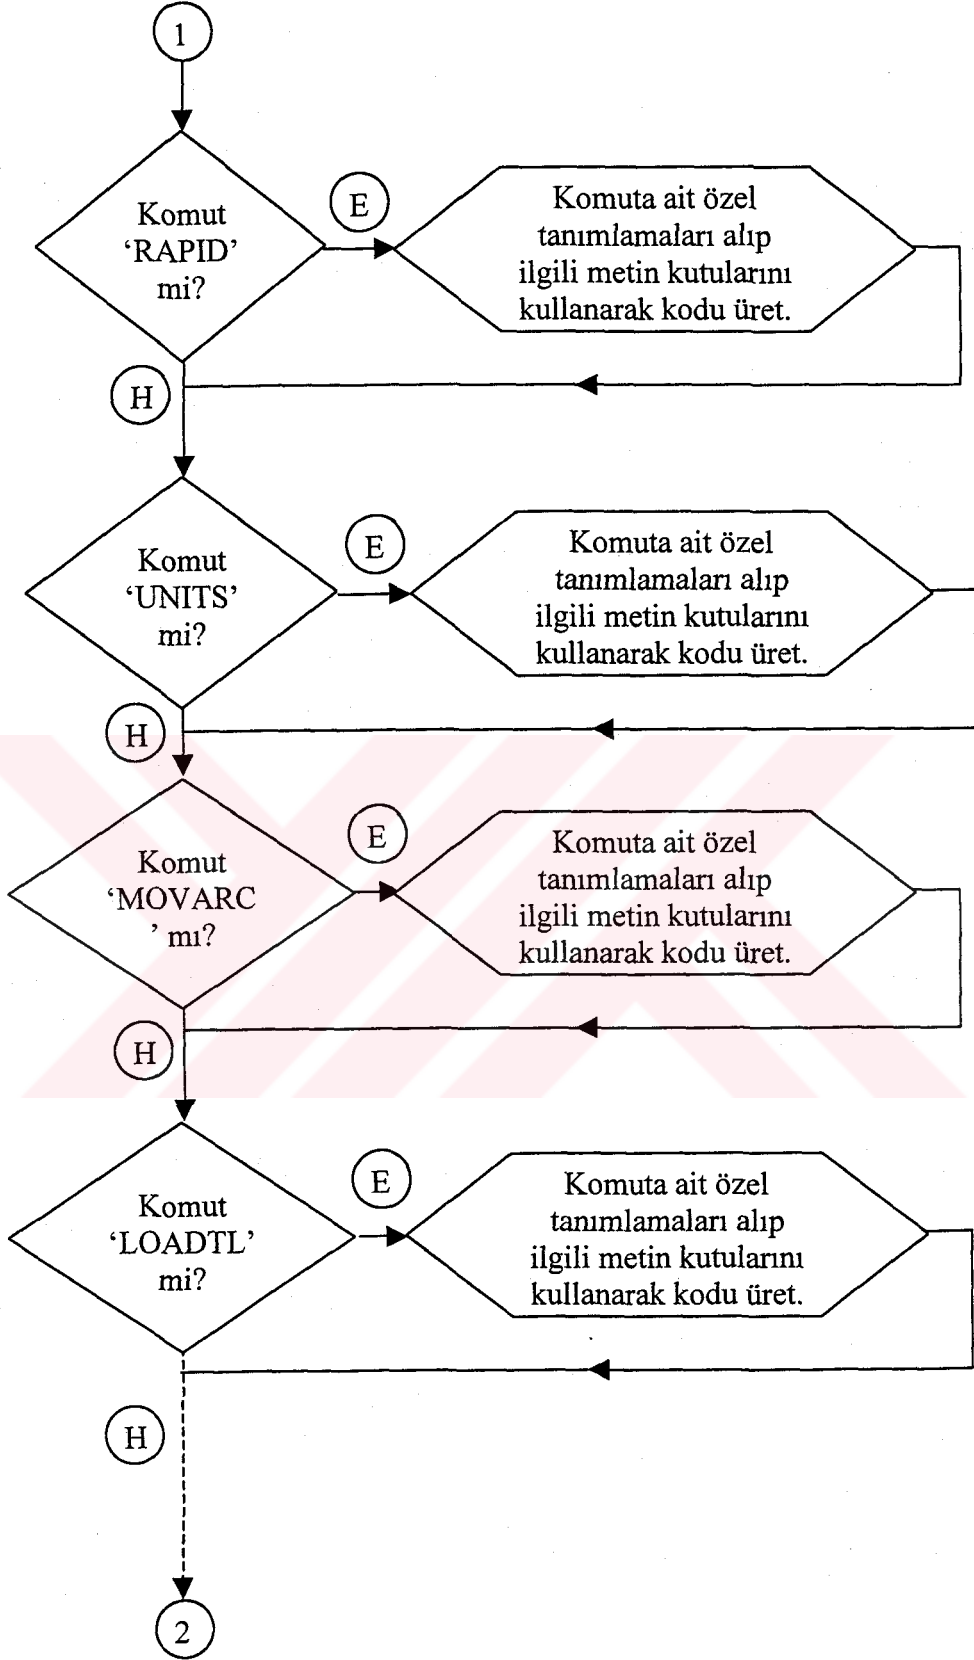 1
Komut
‘RAPID’
mi?
E
Komuta ait özel
tanımlamaları alıp
ilgili metin kutularını
kullanarak kodu üret.
H
Komut
‘UNITS’
mi?
E
Komuta ait özel
tanımlamaları alıp
ilgili metin kutularını
kullanarak kodu üret.
H
Komut
‘MOVARC
’ mı?
E
Komuta ait özel
tanımlamaları alıp
ilgili metin kutularını
kullanarak kodu üret.
H
Komut
‘LOADTL’
mi?
E
Komuta ait özel
tanımlamaları alıp
ilgili metin kutularını
kullanarak kodu üret.
H
2